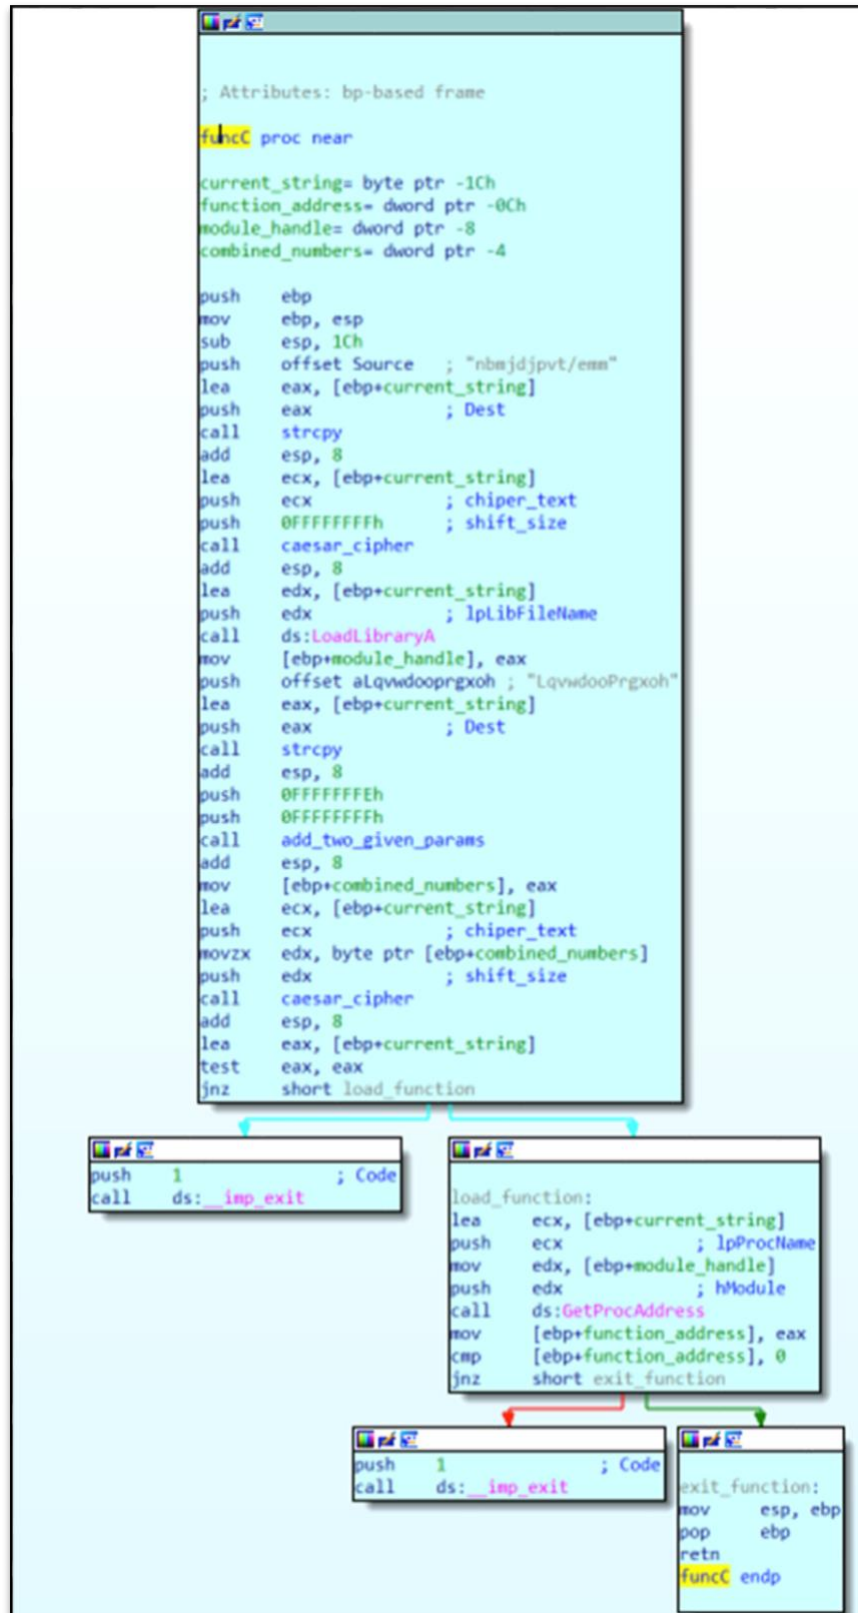 ; Attributes: bp-based frame
funcC proc near
current_string= byte ptr -1Ch
function_address= dword ptr -0Ch
module_handle= dword ptr -8
combined_numbers= dword ptr -4
push ebp
mov ebp, esp
sub esp, 1Ch
push offset Source ; "nbmjdjpvt/emm"
lea eax, [ebp+current_string]
push eax ; Dest
call strcpy
add esp, 8
lea ecx, [ebp+current_string]
push ecx ; chiper_text
push 0FFFFFFFFh ; shift_size
call caesar_cipher
add esp, 8
lea edx, [ebp+current_string]
push edx ; lpLibFileName
call ds:LoadLibraryA
mov [ebp+module_handle], eax
push offset aLqvwdooprgxoh ; "LqvwdooPrgxoh"
lea eax, [ebp+current_string]
push eax ; Dest
call strcpy
add esp, 8
push 0FFFFFFFEh
push 0FFFFFFFFh
call add_two_given_params
add esp, 8
mov [ebp+combined_numbers], eax
lea ecx, [ebp+current_string]
push ecx ; chiper_text
movzx edx, byte ptr [ebp+combined_numbers]
push edx ; shift_size
call caesar_cipher
add esp, 8
lea eax, [ebp+current_string]
test eax, eax
jnz short load_function
push 1 ; Code
call ds:__imp_exit
load_function:
lea ecx, [ebp+current_string]
push ecx ; lpProcName
mov edx, [ebp+module_handle]
push edx ; hModule
call ds:GetProcAddress
mov [ebp+function_address], eax
cmp [ebp+function_address], 0
jnz short exit_function
push 1 ; Code
call ds:__imp_exit
exit_function:
mov esp, ebp
pop ebp
retn
funcC endp